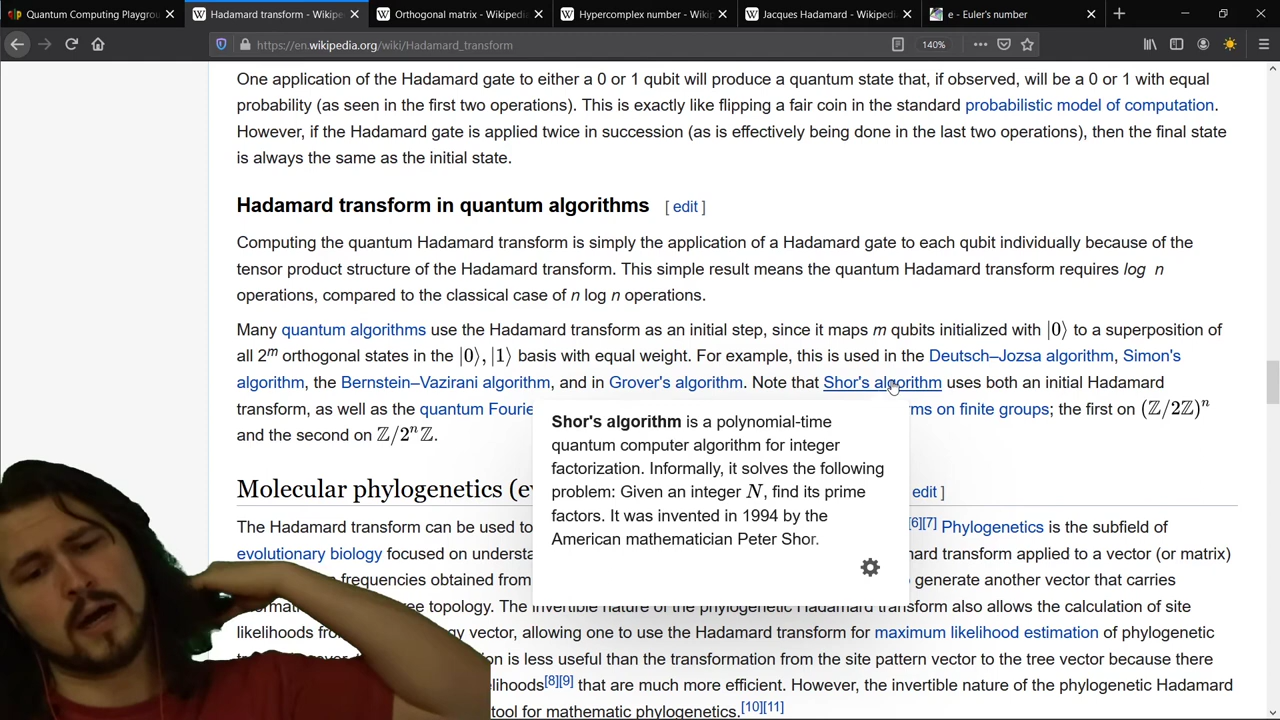 Quantum Computing Playgrou
Hadamard transform - Wikipe
Orthogonal matrix - Wikipedia
Hypercomplex number - Wikip
Jacques Hadamard - Wikipedia
e - Euler's number
https://en.wikipedia.org/wiki/Hadamard_transform
140%
One application of the Hadamard gate to either a 0 or 1 qubit will produce a quantum state that, if observed, will be a 0 or 1 with equal
probability (as seen in the first two operations). This is exactly like flipping a fair coin in the standard probabilistic model of computation.
However, if the Hadamard gate is applied twice in succession (as is effectively being done in the last two operations), then the final state
is always the same as the initial state.
Hadamard transform in quantum algorithms [ edit ]
Computing the quantum Hadamard transform is simply the application of a Hadamard gate to each qubit individually because of the
tensor product structure of the Hadamard transform. This simple result means the quantum Hadamard transform requires log n
operations, compared to the classical case of n log n operations.
Many quantum algorithms use the Hadamard transform as an initial step, since it maps m qubits initialized with |0⟩ to a superposition of
all 2^m orthogonal states in the |0⟩, |1⟩ basis with equal weight. For example, this is used in the Deutsch–Jozsa algorithm, Simon's
algorithm, the Bernstein–Vazirani algorithm, and in Grover's algorithm. Note that Shor's algorithm uses both an initial Hadamard
transform, as well as the quantum Fourie rms on finite groups; the first on (ℤ/2ℤ)^n
and the second on ℤ/2^nℤ.
Shor's algorithm is a polynomial-time
quantum computer algorithm for integer
factorization. Informally, it solves the following
problem: Given an integer N, find its prime
factors. It was invented in 1994 by the
American mathematician Peter Shor.
Molecular phylogenetics (ev edit ]
The Hadamard transform can be used to [6][7] Phylogenetics is the subfield of
evolutionary biology focused on understa ard transform applied to a vector (or matrix)
frequencies obtained from generate another vector that carries
topology. The invertible nature of the phylogenetic Hadamard transform also allows the calculation of site
likelihoods vector, allowing one to use the Hadamard transform for maximum likelihood estimation of phylogenetic
is less useful than the transformation from the site pattern vector to the tree vector because there
elihoods[8][9] that are much more efficient. However, the invertible nature of the phylogenetic Hadamard
tool for mathematic phylogenetics.[10][11]